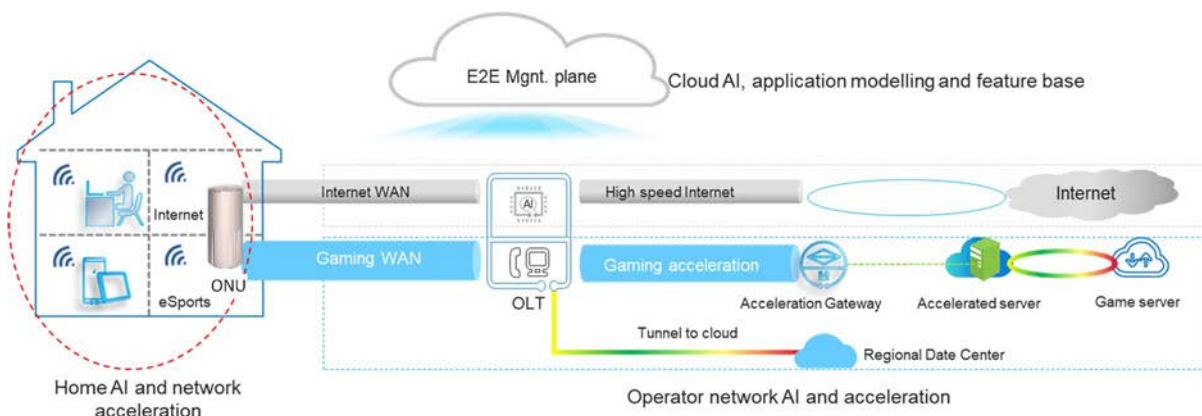 E2E Mgnt. plane
Cloud AI, application modelling and feature base
Internet WAN
AI
High speed Internet
Internet
Internet
Gaming WAN
Gaming acceleration
ONU
eSports
OLT
Acceleration Gateway
Accelerated server
Game server
Tunnel to cloud
Regional Date Center
Home AI and network
acceleration
Operator network AI and acceleration